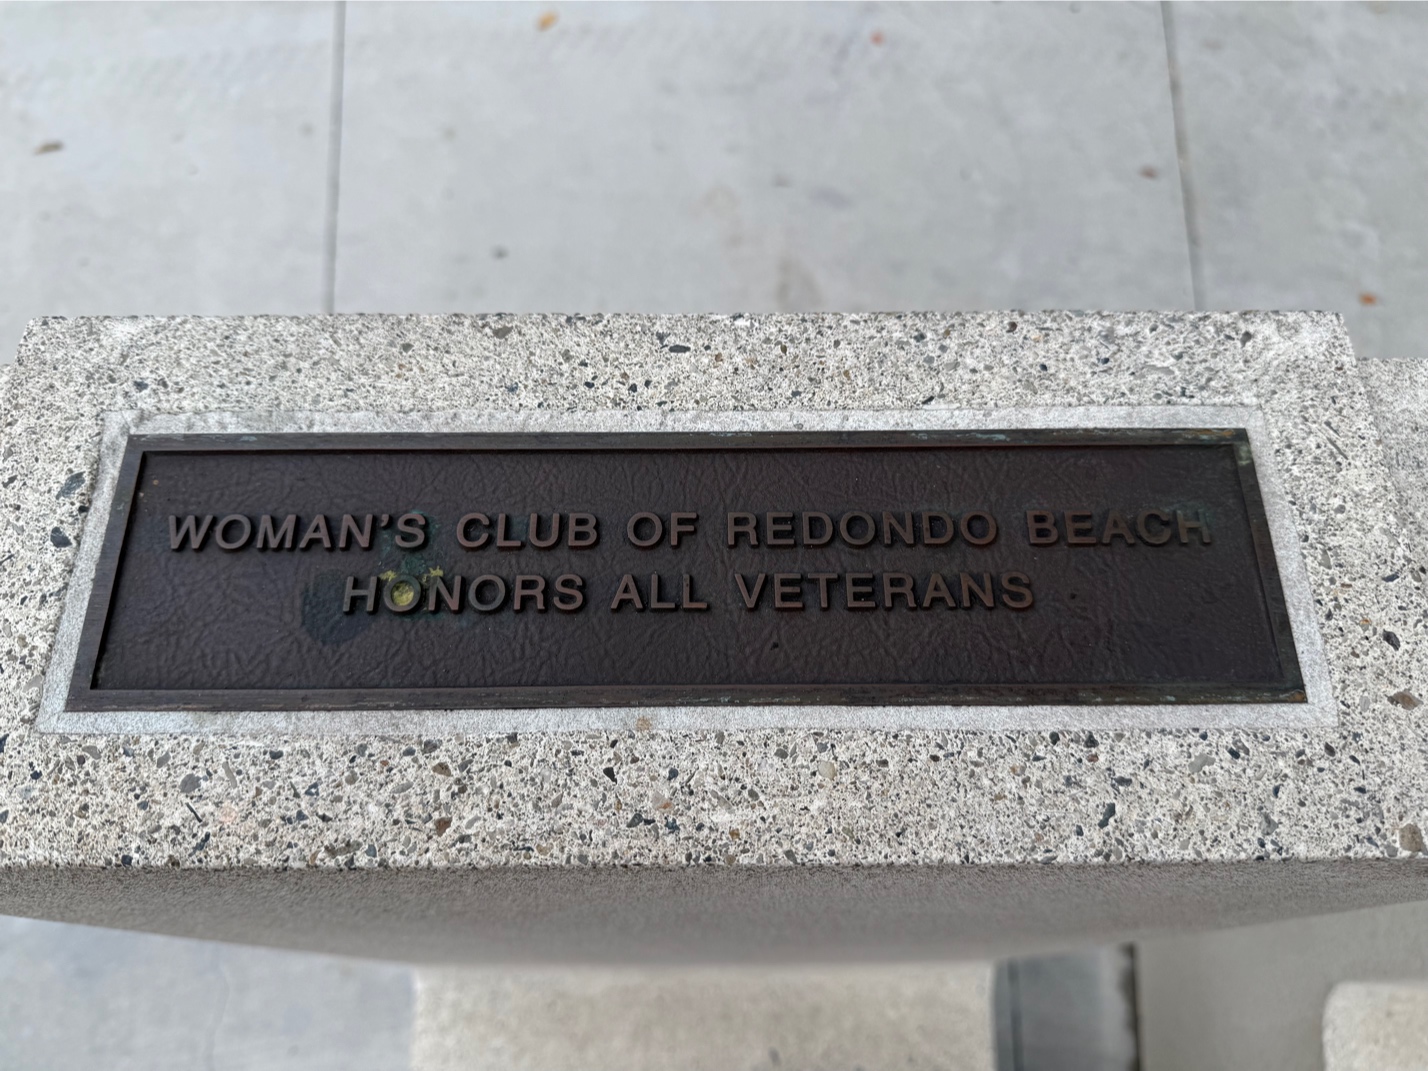 WOMAN'S CLUB OF REDONDO BEACH
HONORS ALL VETERANS